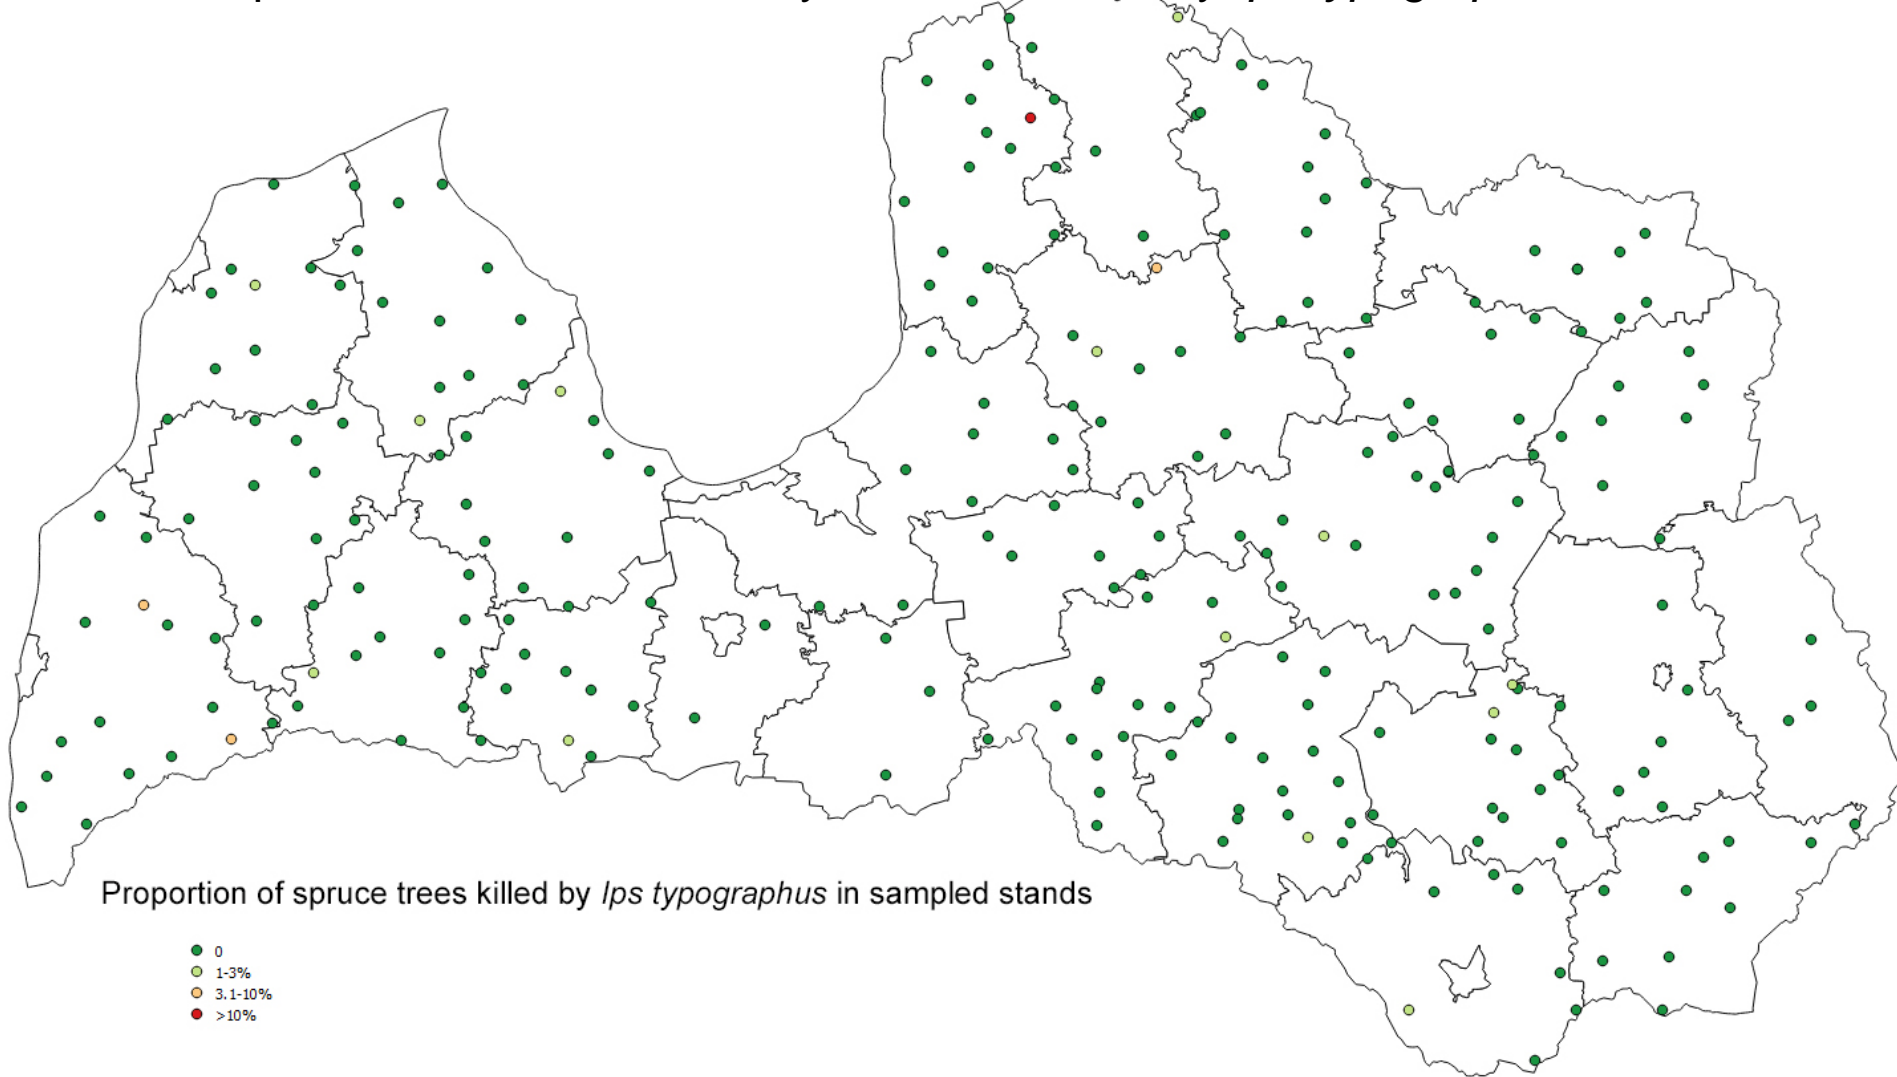 Proportion of spruce trees killed by Ips typographus in sampled stands
0
1-3%
3.1-10%
>10%